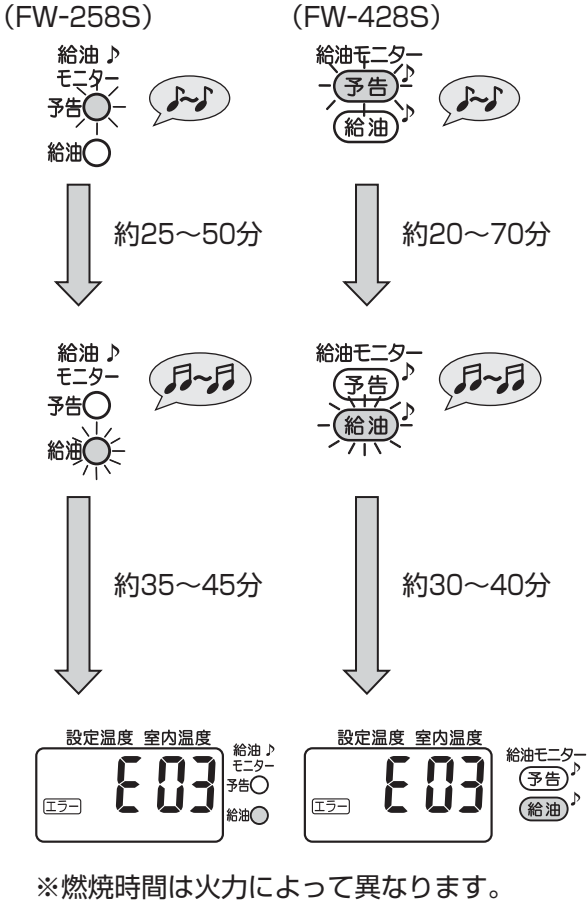 （FW-258S）
給油♪
モニター
予告
♪～♪
給油
約25～50分
給油♪
モニター
予告
♫～♫
給油
約35～45分
設定温度 室内温度
E03
エラー
給油♪
モニター
予告
給油
（FW-428S）
給油モニター
予告♪
♪～♪
給油♪
約20～70分
給油モニター
予告♪
♫～♫
給油♪
約30～40分
設定温度 室内温度
E03
エラー
給油モニター
予告♪
給油♪
※燃焼時間は火力によって異なります。